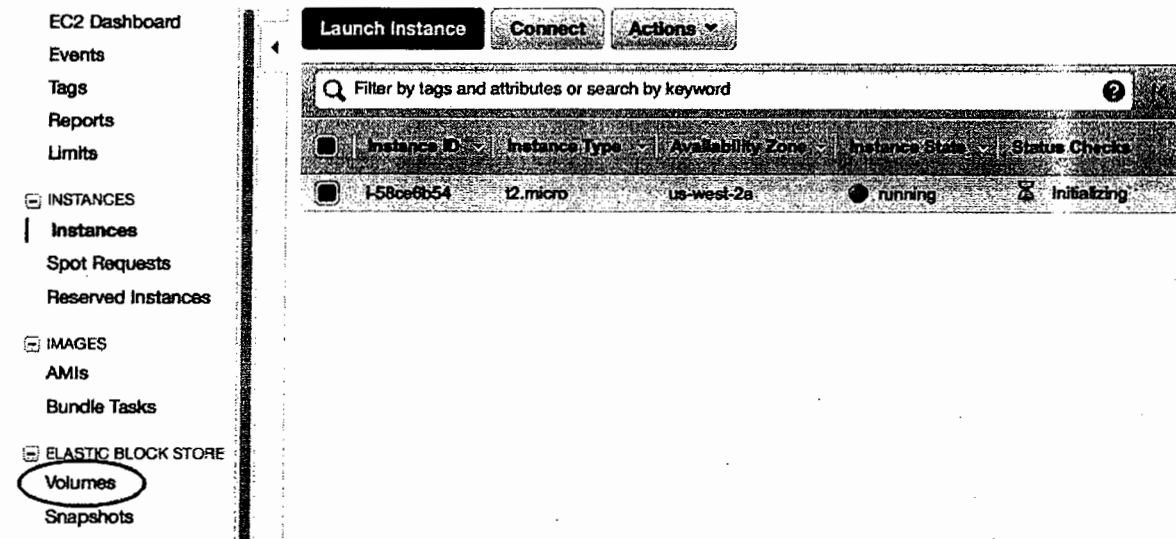 EC2 Dashboard
Events
Tags
Reports
Limits
INSTANCES
Instances
Spot Requests
Reserved Instances
IMAGES
AMIs
Bundle Tasks
ELASTIC BLOCK STORE
Volumes
Snapshots
Launch Instance Connect Actions
Filter by tags and attributes or search by keyword
Instance ID Instance Type Availability Zone Instance State Status Checks
i-58ce6b54 t2.micro us-west-2a running Initializing